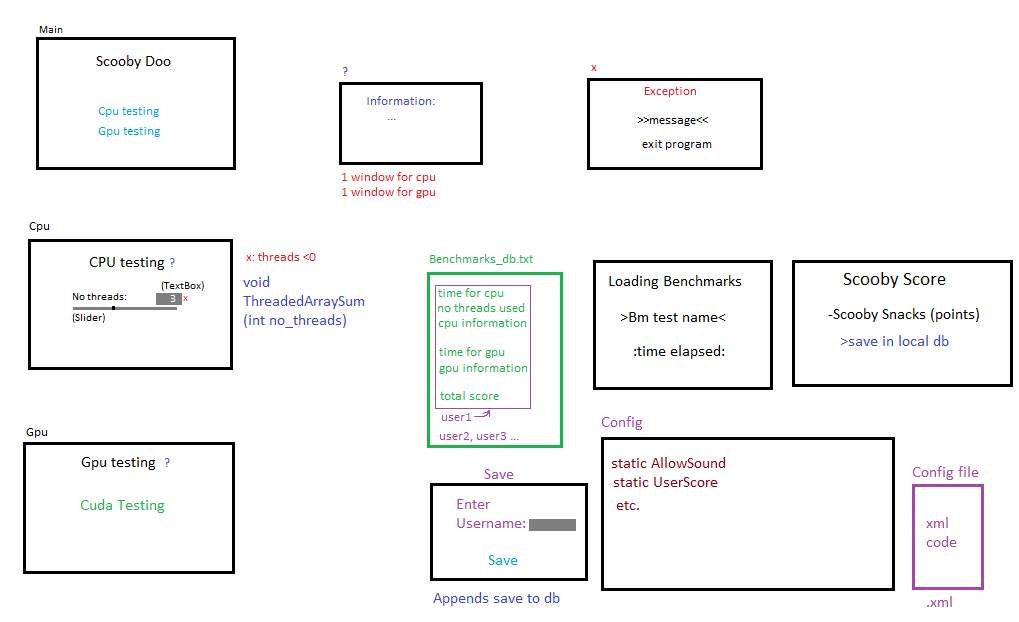 Main
Scooby Doo
Cpu testing
Gpu testing
?
Information:
...
1 window for cpu
1 window for gpu
x
Exception
>>message<<
exit program
Cpu
CPU testing ?
(TextBox)
No threads:
3 x
(Slider)
x: threads <0
void
ThreadedArraySum
(int no_threads)
Benchmarks_db.txt
time for cpu
no threads used
cpu information
time for gpu
gpu information
total score
user1
user2, user3 ...
Loading Benchmarks
>Bm test name<
:time elapsed:
Scooby Score
-Scooby Snacks (points)
>save in local db
Gpu
Gpu testing ?
Cuda Testing
Save
Enter
Username:
Save
Appends save to db
Config
static AllowSound
static UserScore
etc.
Config file
xml
code
.xml